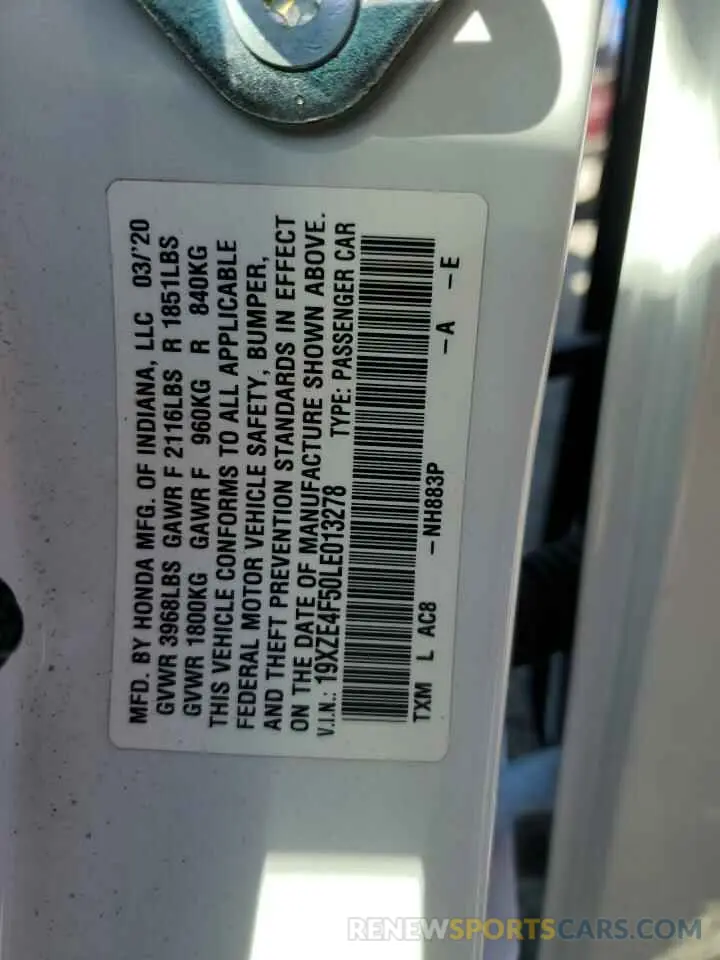 MFD. BY HONDA MFG. OF INDIANA, LLC 03/'20
GVWR 3968LBS GAWR F 2116LBS R 1851LBS
GVWR 1800KG GAWR F 960KG R 840KG
THIS VEHICLE CONFORMS TO ALL APPLICABLE
FEDERAL MOTOR VEHICLE SAFETY, BUMPER,
AND THEFT PREVENTION STANDARDS IN EFFECT
ON THE DATE OF MANUFACTURE SHOWN ABOVE.
V.I.N.: 19XZE4F50LE013278 TYPE: PASSENGER CAR
TXM L AC8 -NH883P -A -E
RENEWSPORTSCARS.COM